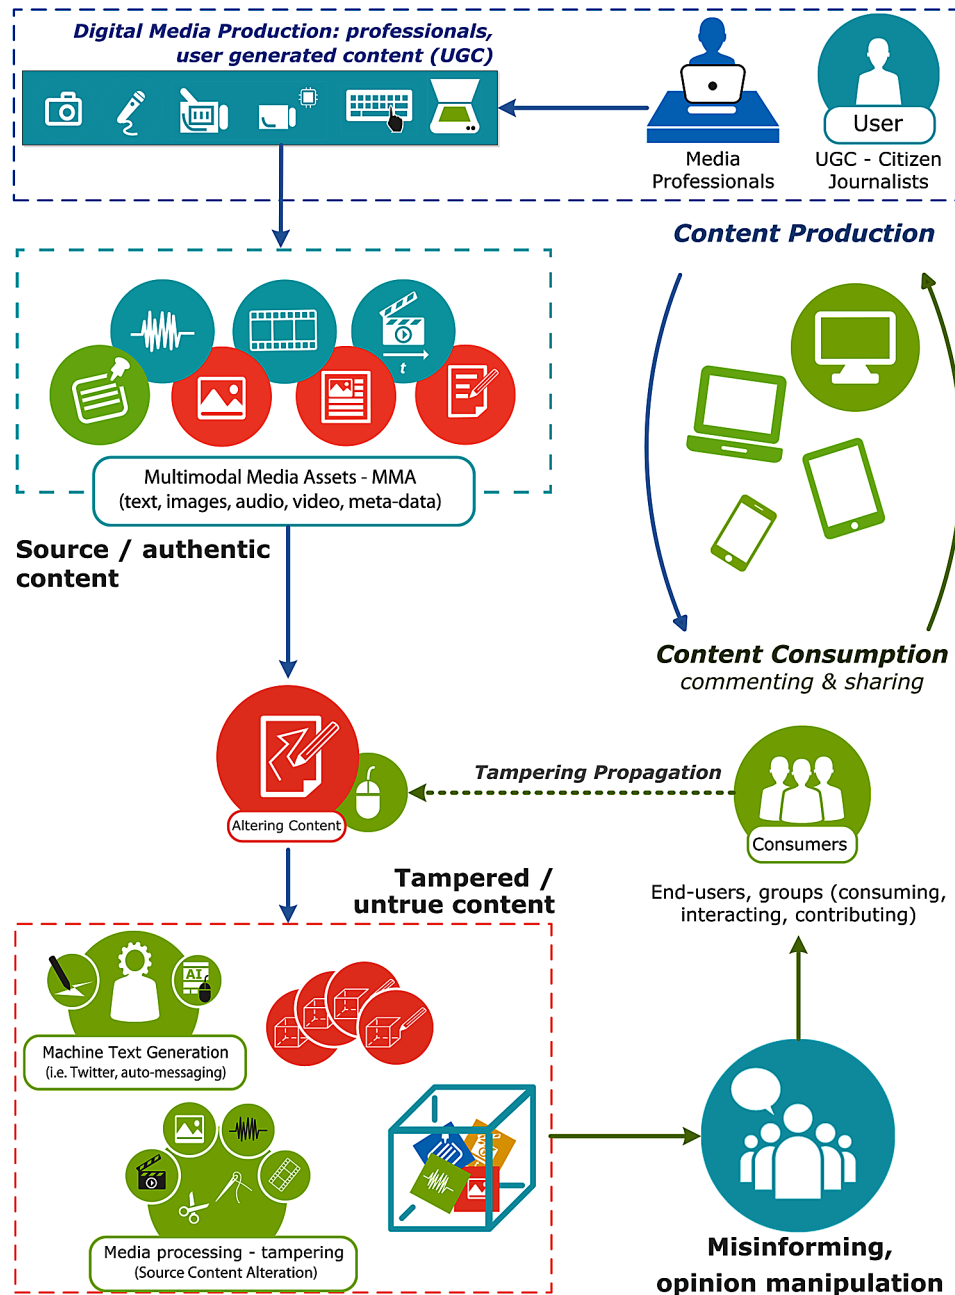 Digital Media Production: professionals,
user generated content (UGC)
User
Media
Professionals
UGC - Citizen
Journalists
Content Production
t
Multimodal Media Assets - MMA
(text, images, audio, video, meta-data)
Source / authentic
content
Content Consumption
commenting & sharing
Tampering Propagation
Altering Content
Consumers
End-users, groups (consuming,
interacting, contributing)
Tampered /
untrue content
AI
Machine Text Generation
(i.e. Twitter, auto-messaging)
Media processing - tampering
(Source Content Alteration)
Misinforming,
opinion manipulation